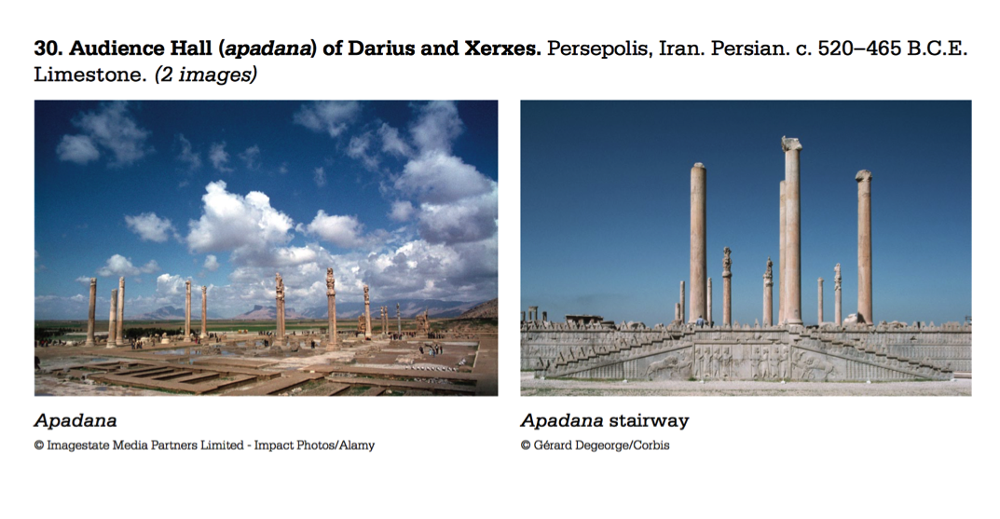 30. Audience Hall (apadana) of Darius and Xerxes. Persepolis, Iran. Persian. c. 520–465 B.C.E.
Limestone. (2 images)
Apadana
© Imagestate Media Partners Limited - Impact Photos/Alamy
Apadana stairway
© Gérard Degeorge/Corbis